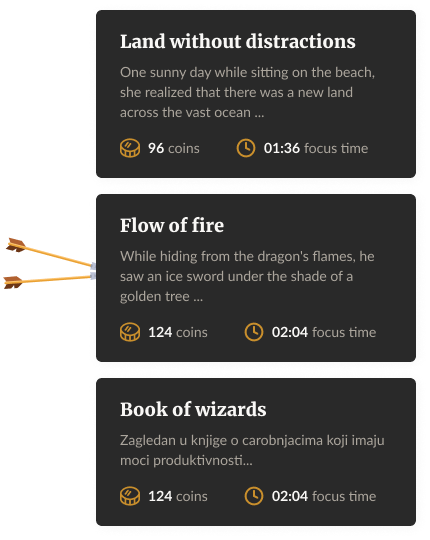 Land without distractions
One sunny day while sitting on the beach,
she realized that there was a new land
across the vast ocean ...
96 coins 01:36 focus time
Flow of fire
While hiding from the dragon's flames, he
saw an ice sword under the shade of a
golden tree ...
124 coins 02:04 focus time
Book of wizards
Zagledan u knjige o carobnjacima koji imaju
moci produktivnosti...
124 coins 02:04 focus time